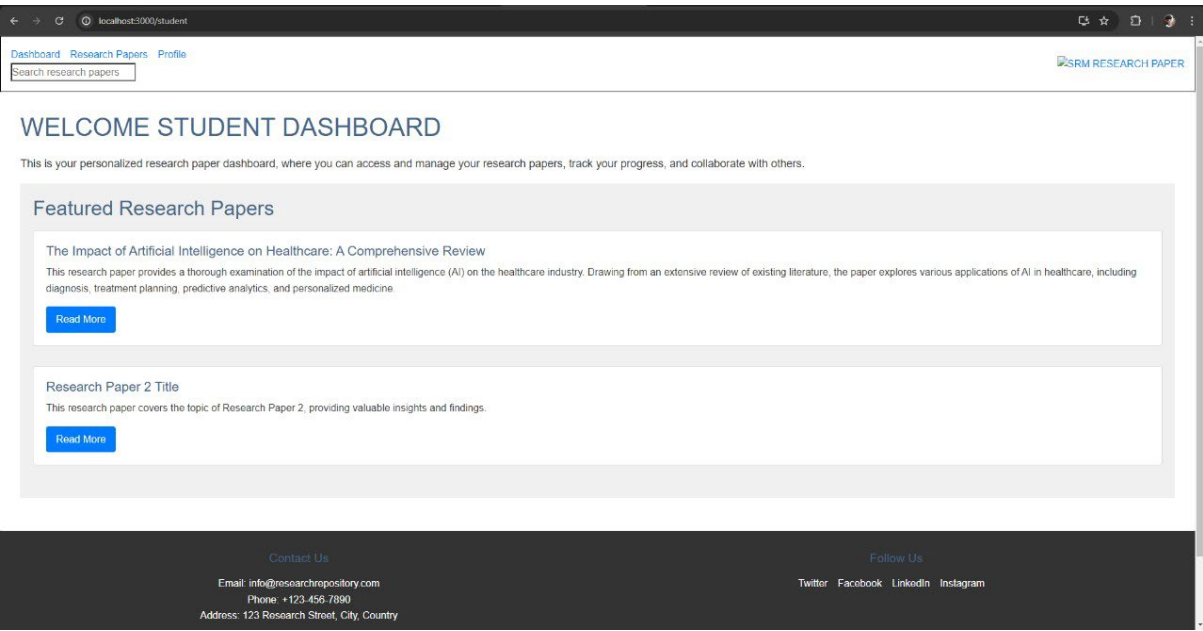 localhost:3000/student
Dashboard Research Papers Profile
Search research papers
SRM RESEARCH PAPER
WELCOME STUDENT DASHBOARD
This is your personalized research paper dashboard, where you can access and manage your research papers, track your progress, and collaborate with others.
Featured Research Papers
The Impact of Artificial Intelligence on Healthcare: A Comprehensive Review
This research paper provides a thorough examination of the impact of artificial intelligence (AI) on the healthcare industry. Drawing from an extensive review of existing literature, the paper explores various applications of AI in healthcare, including
diagnosis, treatment planning, predictive analytics, and personalized medicine.
Read More
Research Paper 2 Title
This research paper covers the topic of Research Paper 2, providing valuable insights and findings.
Read More
Contact Us
Email: info@researchrepository.com
Phone: +123-456-7890
Address: 123 Research Street, City, Country
Follow Us
Twitter Facebook LinkedIn Instagram